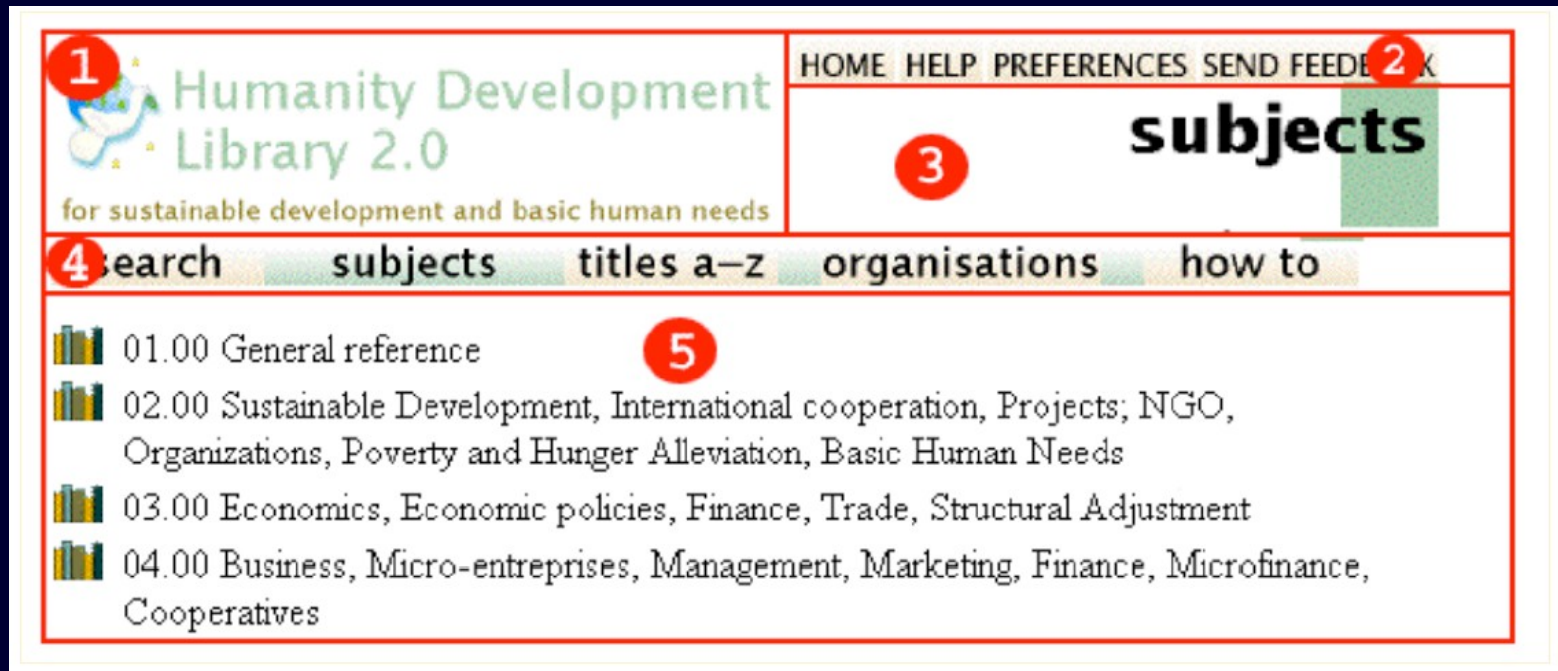 1
Humanity Development
Library 2.0
for sustainable development and basic human needs
HOME HELP PREFERENCES SEND FEEDB K
2
subjects
3
4
search subjects titles a–z organisations how to
5
01.00 General reference
02.00 Sustainable Development, International cooperation, Projects; NGO,
Organizations, Poverty and Hunger Alleviation, Basic Human Needs
03.00 Economics, Economic policies, Finance, Trade, Structural Adjustment
04.00 Business, Micro-entreprises, Management, Marketing, Finance, Microfinance,
Cooperatives